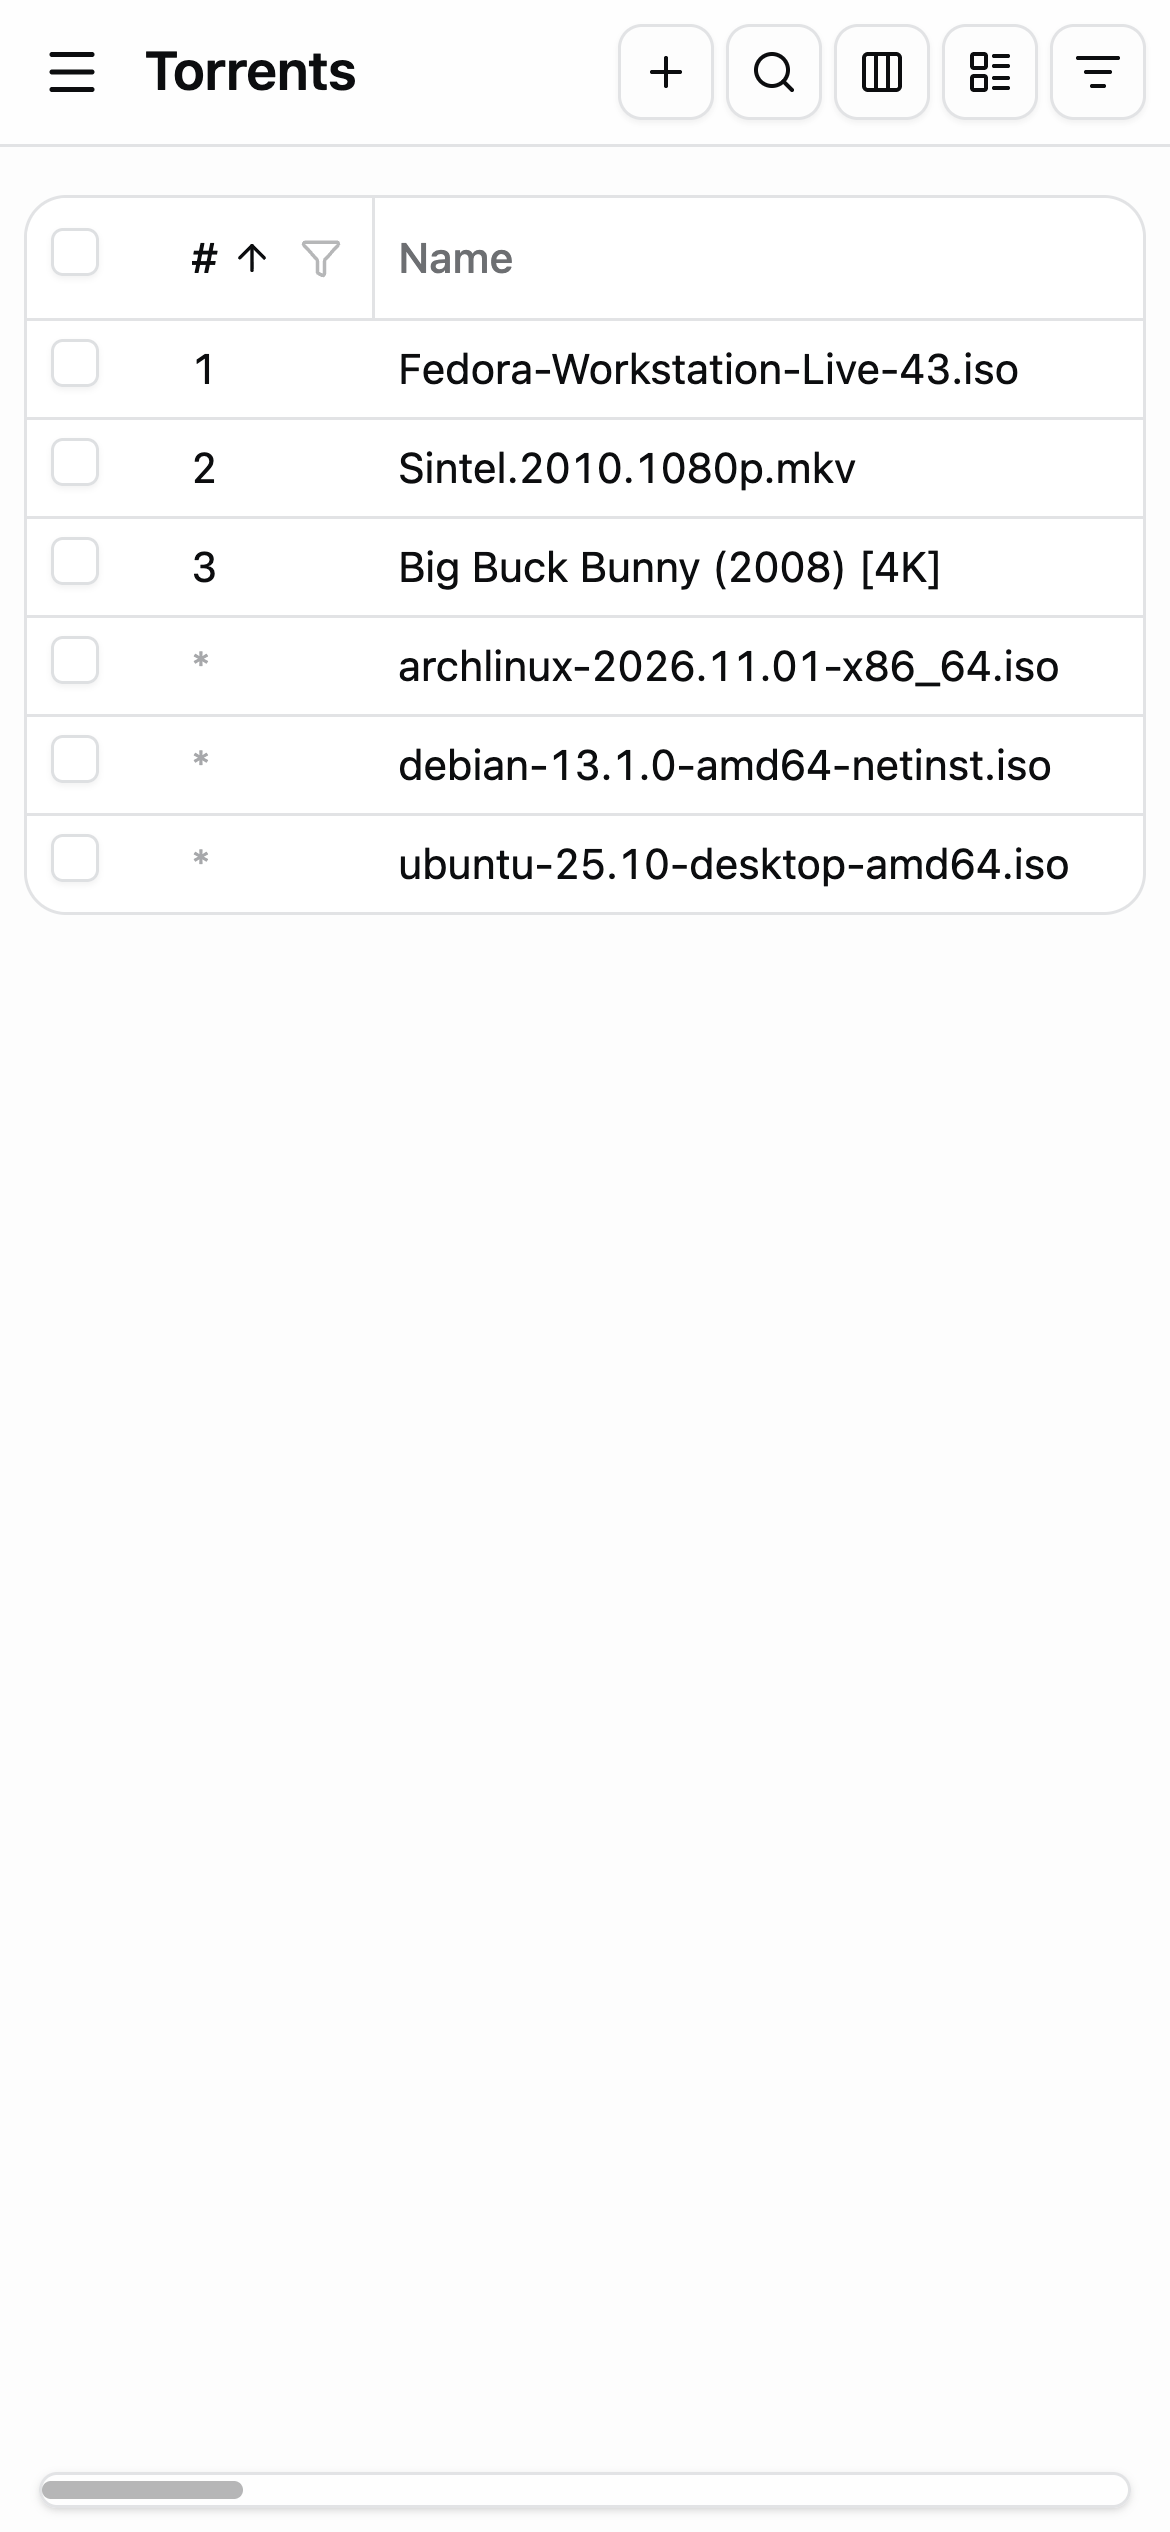 Torrents
# Name
1 Fedora-Workstation-Live-43.iso
2 Sintel.2010.1080p.mkv
3 Big Buck Bunny (2008) [4K]
* archlinux-2026.11.01-x86_64.iso
* debian-13.1.0-amd64-netinst.iso
* ubuntu-25.10-desktop-amd64.iso